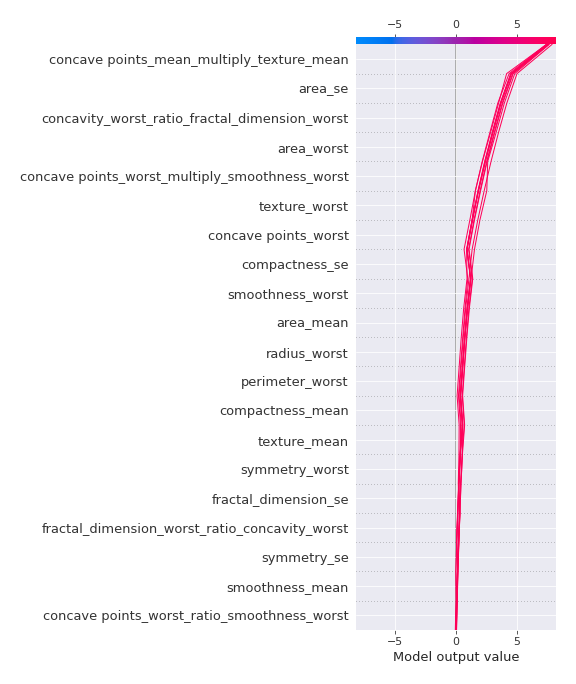 −5 0 5
concave points_mean_multiply_texture_mean
area_se
concavity_worst_ratio_fractal_dimension_worst
area_worst
concave points_worst_multiply_smoothness_worst
texture_worst
concave points_worst
compactness_se
smoothness_worst
area_mean
radius_worst
perimeter_worst
compactness_mean
texture_mean
symmetry_worst
fractal_dimension_se
fractal_dimension_worst_ratio_concavity_worst
symmetry_se
smoothness_mean
concave points_worst_ratio_smoothness_worst
−5 0 5
Model output value